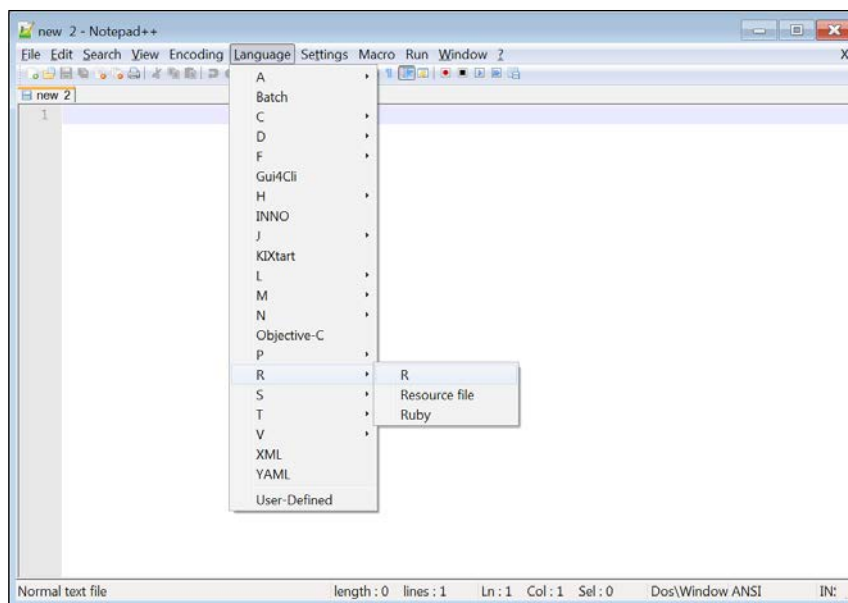 new  2 - Notepad++
File Edit Search View Encoding Language Settings Macro Run Window ?
X
new 2
1
A
Batch
C
D
F
Gui4Cli
H
INNO
J
KIXtart
L
M
N
Objective-C
P
R
R
S
Resource file
T
Ruby
V
XML
YAML
User-Defined
Normal text file length : 0 lines : 1 Ln : 1 Col : 1 Sel : 0 Dos\Window ANSI IN: